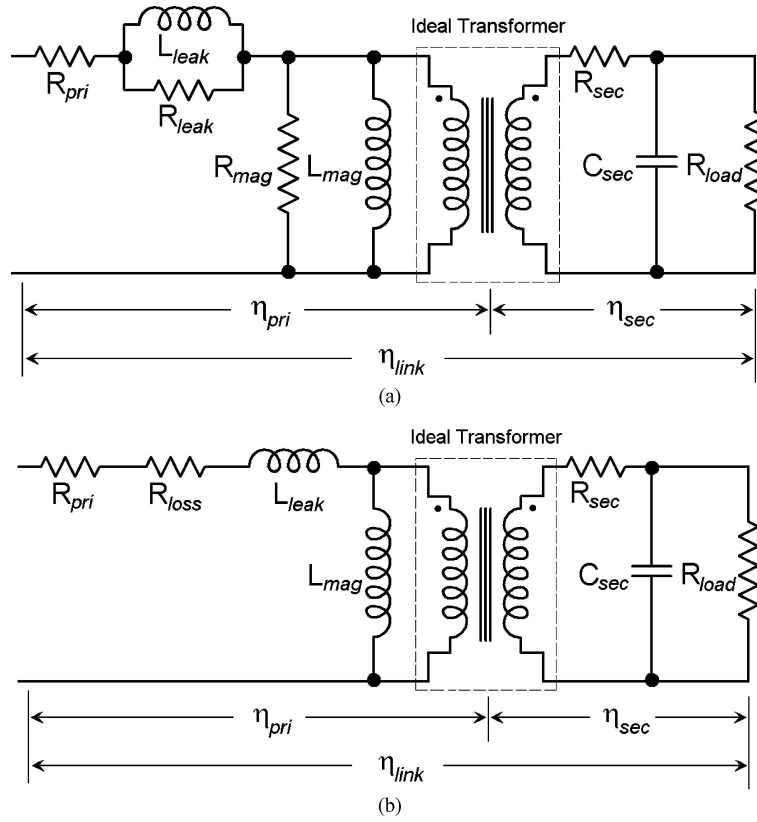 Ideal Transformer
L_leak
R_pri
R_leak
R_mag
L_mag
R_sec
C_sec
R_load
η_pri
η_sec
η_link
(a)
Ideal Transformer
R_pri
R_loss
L_leak
L_mag
R_sec
C_sec
R_load
η_pri
η_sec
η_link
(b)